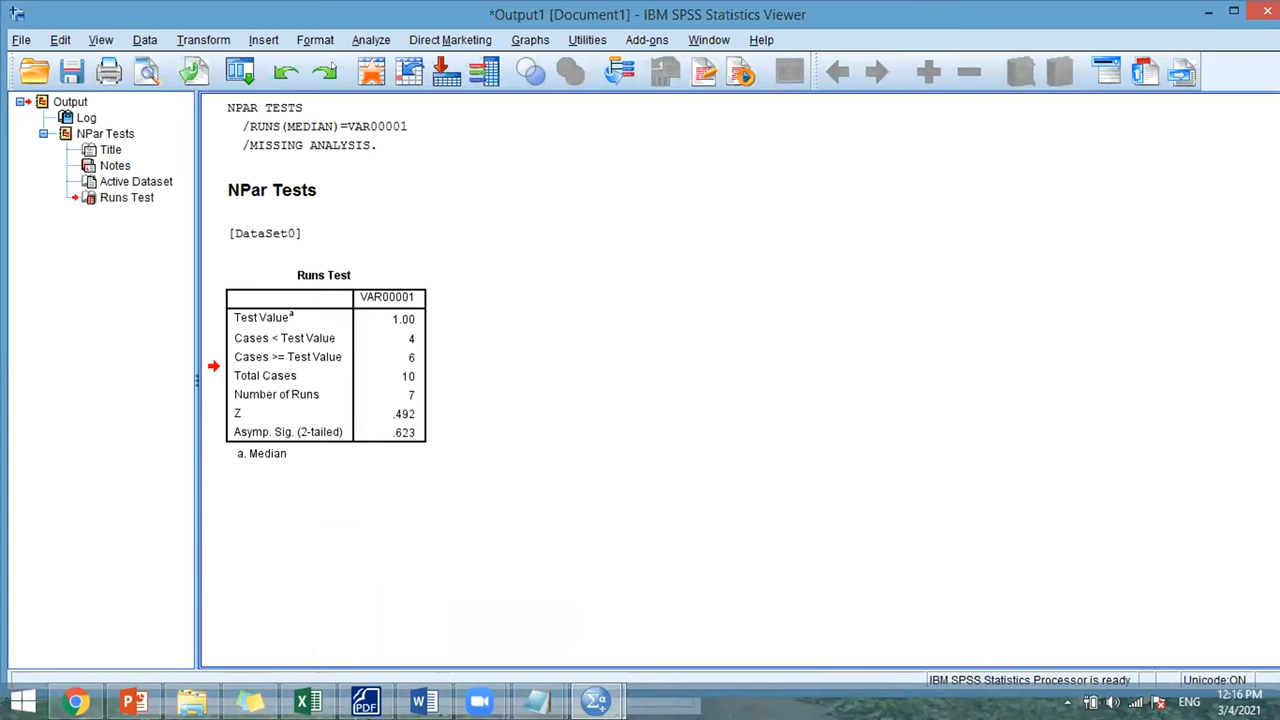 *Output1 [Document1] - IBM SPSS Statistics Viewer
File Edit View Data Transform Insert Format Analyze Direct Marketing Graphs Utilities Add-ons Window Help
Output
Log
NPar Tests
Title
Notes
Active Dataset
Runs Test
NPAR TESTS
/RUNS(MEDIAN)=VAR00001
/MISSING ANALYSIS.
NPar Tests
[DataSet0]
Runs Test
VAR00001
Test Valueª 1.00
Cases < Test Value 4
Cases >= Test Value 6
Total Cases 10
Number of Runs 7
Z .492
Asymp. Sig. (2-tailed) .623
a. Median
IBM SPSS Statistics Processor is ready Unicode:ON
PDF
ENG
12:16 PM
3/4/2021